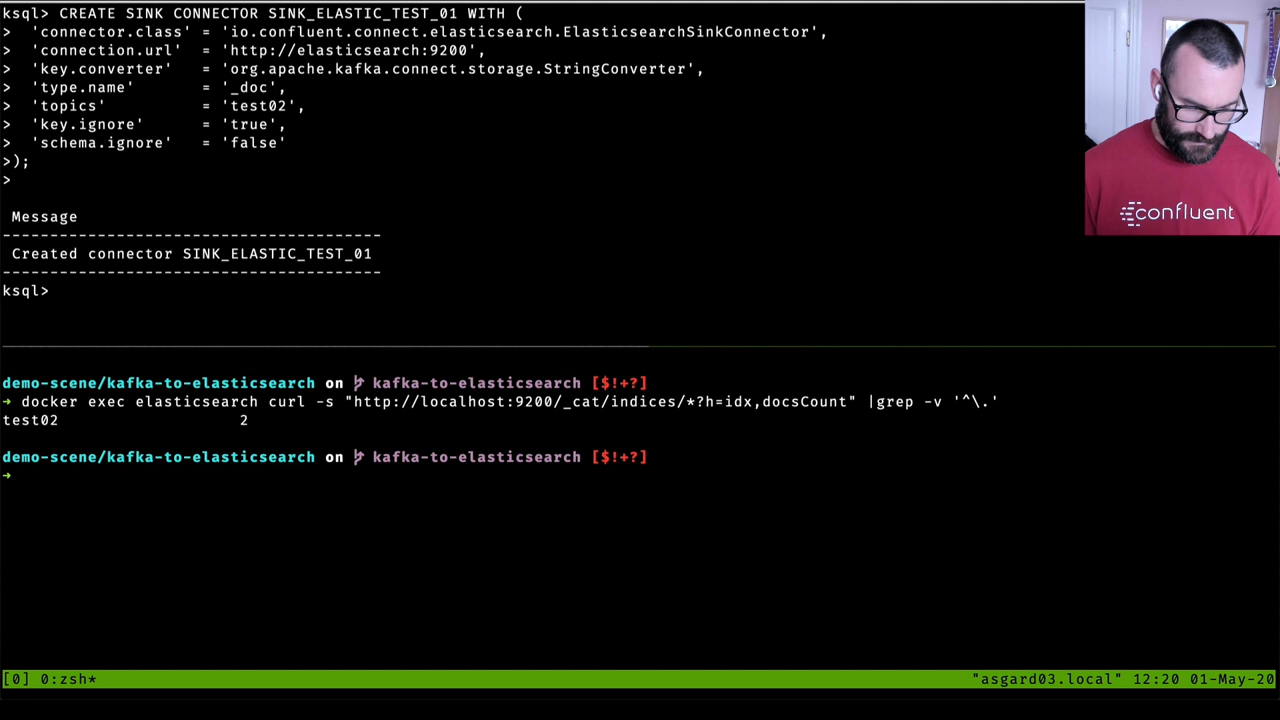 ksql> CREATE SINK CONNECTOR SINK_ELASTIC_TEST_01 WITH (
>  'connector.class' = 'io.confluent.connect.elasticsearch.ElasticsearchSinkConnector',
>  'connection.url'  = 'http://elasticsearch:9200',
>  'key.converter'   = 'org.apache.kafka.connect.storage.StringConverter',
>  'type.name'       = '_doc',
>  'topics'          = 'test02',
>  'key.ignore'      = 'true',
>  'schema.ignore'   = 'false'
>);
>
Message
----------------------------------------
Created connector SINK_ELASTIC_TEST_01
----------------------------------------
ksql>
confluent
demo-scene/kafka-to-elasticsearch on kafka-to-elasticsearch [$!+?]
➜ docker exec elasticsearch curl -s "http://localhost:9200/_cat/indices/*?h=idx,docsCount" |grep -v '^\.'
test02                     2
demo-scene/kafka-to-elasticsearch on kafka-to-elasticsearch [$!+?]
➜
[0] 0:zsh* "asgard03.local" 12:20 01-May-20